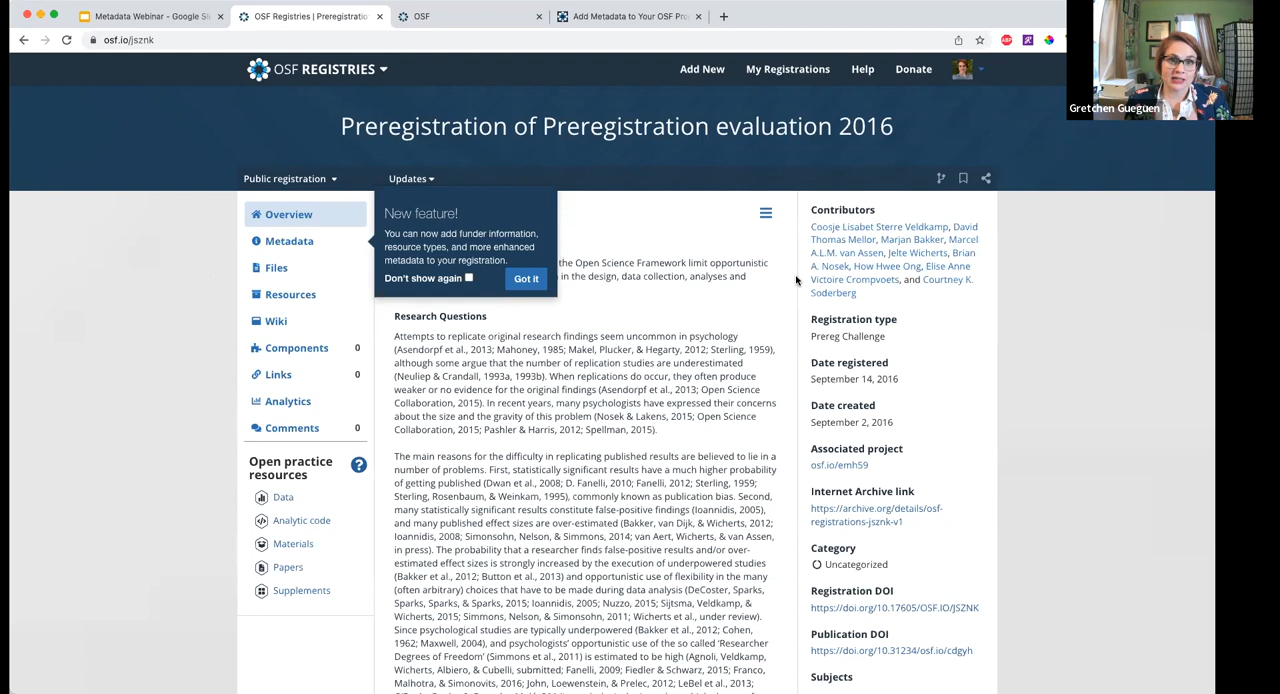 Metadata Webinar - Google Sli
OSF Registries | Preregistratio
OSF
Add Metadata to Your OSF Pro
osf.io/jsznk
ABP
Gretchen Gueguen
OSF REGISTRIES
Add New
My Registrations
Help
Donate
Preregistration of Preregistration evaluation 2016
Public registration
Updates
Overview
Metadata
Files
Resources
Wiki
Components 0
Links 0
Analytics
Comments 0
Open practice
resources
Data
Analytic code
Materials
Papers
Supplements
New feature!
You can now add funder information,
resource types, and more enhanced
metadata to your registration.
Don't show again
Got it
the Open Science Framework limit opportunistic
in the design, data collection, analyses and
Research Questions
Attempts to replicate original research findings seem uncommon in psychology
(Asendorpf et al., 2013; Mahoney, 1985; Makel, Plucker, & Hegarty, 2012; Sterling, 1959),
although some argue that the number of replication studies are underestimated
(Neuliep & Crandall, 1993a, 1993b). When replications do occur, they often produce
weaker or no evidence for the original findings (Asendorpf et al., 2013; Open Science
Collaboration, 2015). In recent years, many psychologists have expressed their concerns
about the size and the gravity of this problem (Nosek & Lakens, 2015; Open Science
Collaboration, 2015; Pashler & Harris, 2012; Spellman, 2015).
The main reasons for the difficulty in replicating published results are believed to lie in a
number of problems. First, statistically significant results have a much higher probability
of getting published (Dwan et al., 2008; D. Fanelli, 2010; Fanelli, 2012; Sterling, 1959;
Sterling, Rosenbaum, & Weinkam, 1995), commonly known as publication bias. Second,
many statistically significant results constitute false-positive findings (Ioannidis, 2005),
and many published effect sizes are over-estimated (Bakker, van Dijk, & Wicherts, 2012;
Ioannidis, 2008; Simonsohn, Nelson, & Simmons, 2014; van Aert, Wicherts, & van Assen,
in press). The probability that a researcher finds false-positive results and/or over-
estimated effect sizes is strongly increased by the execution of underpowered studies
(Bakker et al., 2012; Button et al., 2013) and opportunistic use of flexibility in the many
(often arbitrary) choices that have to be made during data analysis (DeCoster, Sparks,
Sparks, Sparks, & Sparks, 2015; Ioannidis, 2005; Nuzzo, 2015; Sijtsma, Veldkamp, &
Wicherts, 2015; Simmons, Nelson, & Simonsohn, 2011; Wicherts et al., under review).
Since psychological studies are typically underpowered (Bakker et al., 2012; Cohen,
1962; Maxwell, 2004), and psychologists' opportunistic use of the so called 'Researcher
Degrees of Freedom' (Simmons et al., 2011) is estimated to be high (Agnoli, Veldkamp,
Wicherts, Albiero, & Cubelli, submitted; Fanelli, 2009; Fiedler & Schwarz, 2015; Franco,
Malhotra, & Simonovits, 2016; John, Loewenstein, & Prelec, 2012; LeBel et al., 2013;
Contributors
Coosje Lisabet Sterre Veldkamp, David
Thomas Mellor, Marjan Bakker, Marcel
A.L.M. van Assen, Jelte Wicherts, Brian
A. Nosek, How Hwee Ong, Elise Anne
Victoire Crompvoets, and Courtney K.
Soderberg
Registration type
Prereg Challenge
Date registered
September 14, 2016
Date created
September 2, 2016
Associated project
osf.io/emh59
Internet Archive link
https://archive.org/details/osf-
registrations-jsznk-v1
Category
Uncategorized
Registration DOI
https://doi.org/10.17605/OSF.IO/JSZNK
Publication DOI
https://doi.org/10.31234/osf.io/cdgyh
Subjects